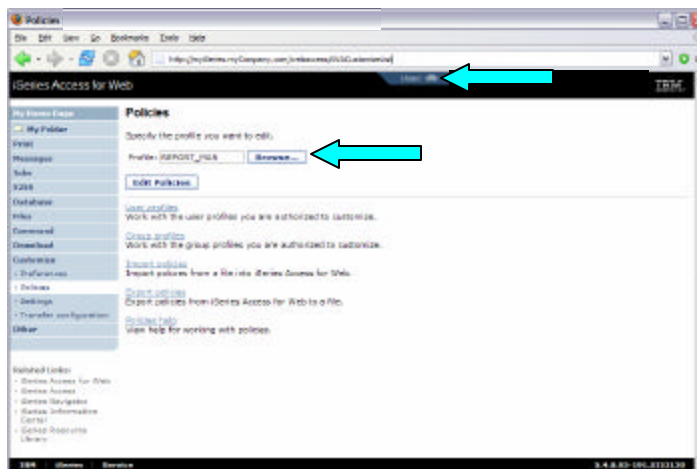 Policies
File Edit View Go Bookmarks Tools Help
iSeries Access for Web
User:
IBM
My Home Page
My Folder
Print
Messages
Jobs
5250
Database
Files
Command
Download
Customize
Preferences
Policies
Settings
Transfer configuration
Other
Related Links:
iSeries Access for Web
iSeries Access
iSeries Navigator
iSeries Information Center
iSeries Resource Library
Policies
Specify the profile you want to edit.
Profile: REPORT_MGR Browse...
Edit Policies
User profiles
Work with the user profiles you are authorized to customize.
Group profiles
Work with the group profiles you are authorized to customize.
Import policies
Import policies from a file into iSeries Access for Web.
Export policies
Export policies from iSeries Access for Web to a file.
Policies help
View help for working with policies.
IBM iSeries Service